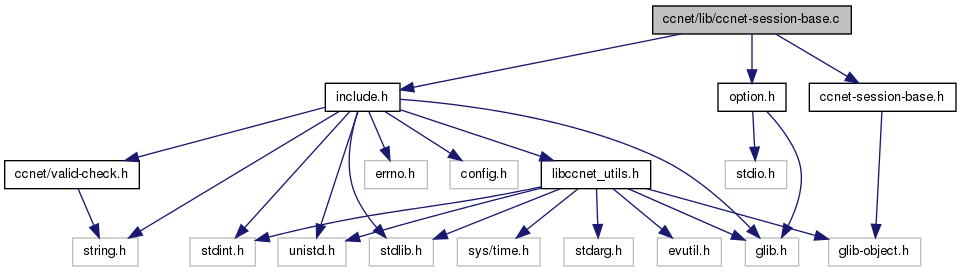 ccnet/lib/ccnet-session-base.c
include.h
option.h
ccnet-session-base.h
ccnet/valid-check.h
errno.h
config.h
libccnet_utils.h
stdio.h
string.h
stdint.h
unistd.h
stdlib.h
sys/time.h
stdarg.h
evutil.h
glib.h
glib-object.h